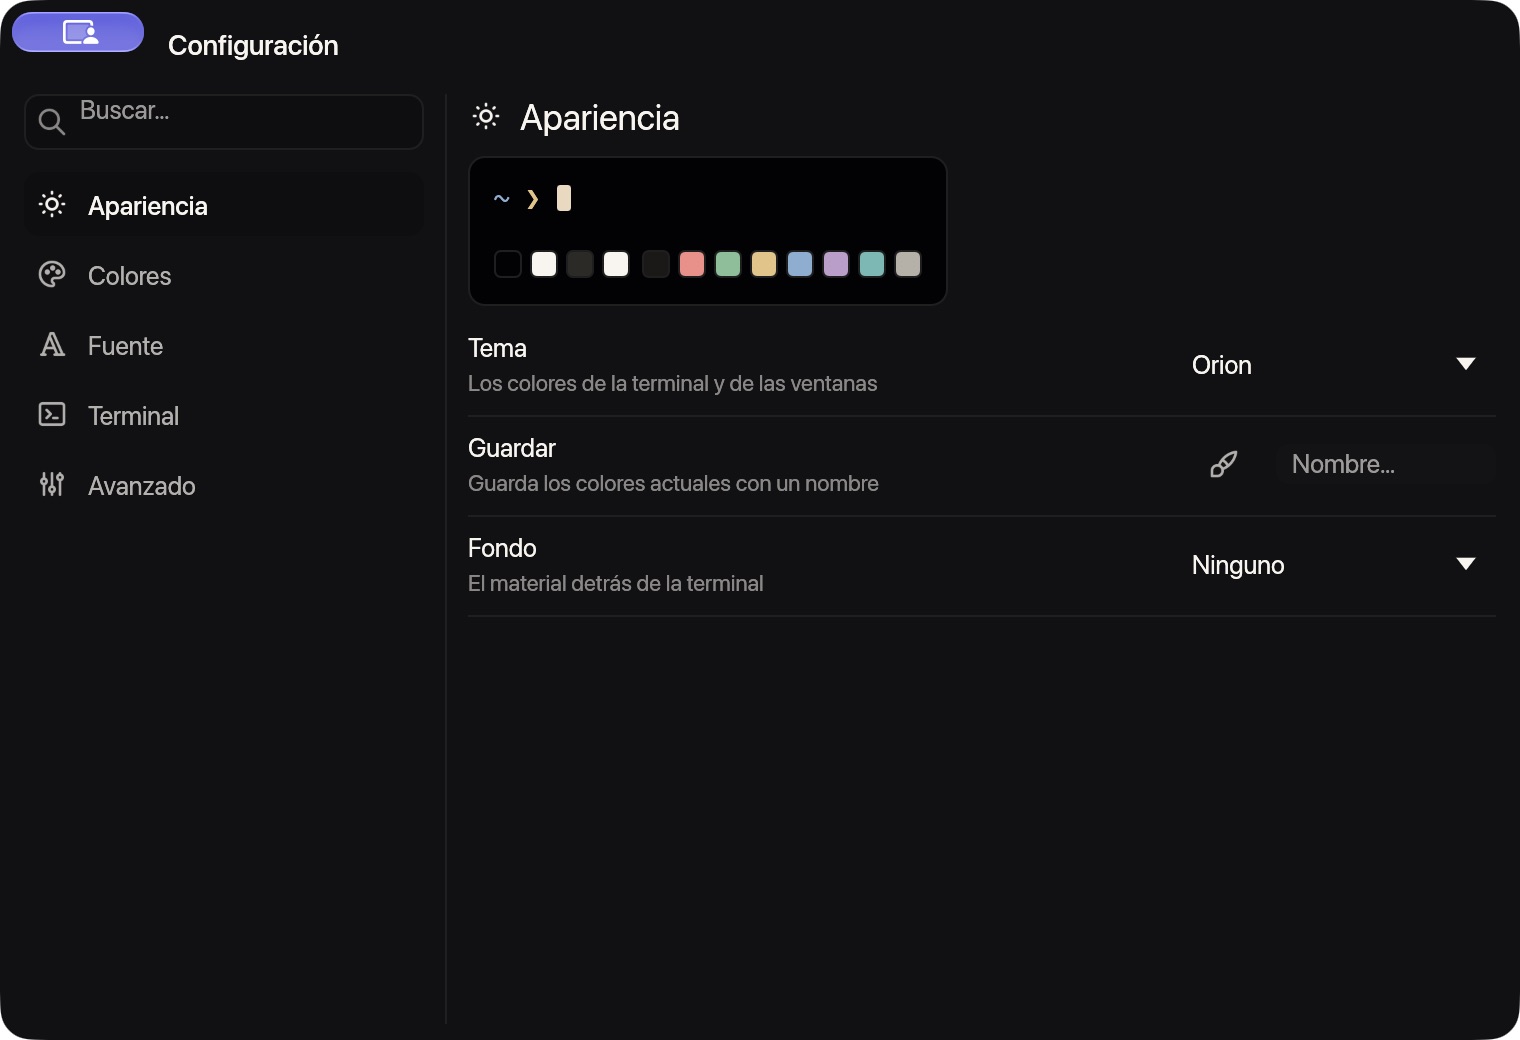 Configuración
Buscar...
Apariencia
Colores
Fuente
Terminal
Avanzado
Apariencia
~ ❯
Tema
Los colores de la terminal y de las ventanas
Orion
Guardar
Guarda los colores actuales con un nombre
Nombre...
Fondo
El material detrás de la terminal
Ninguno